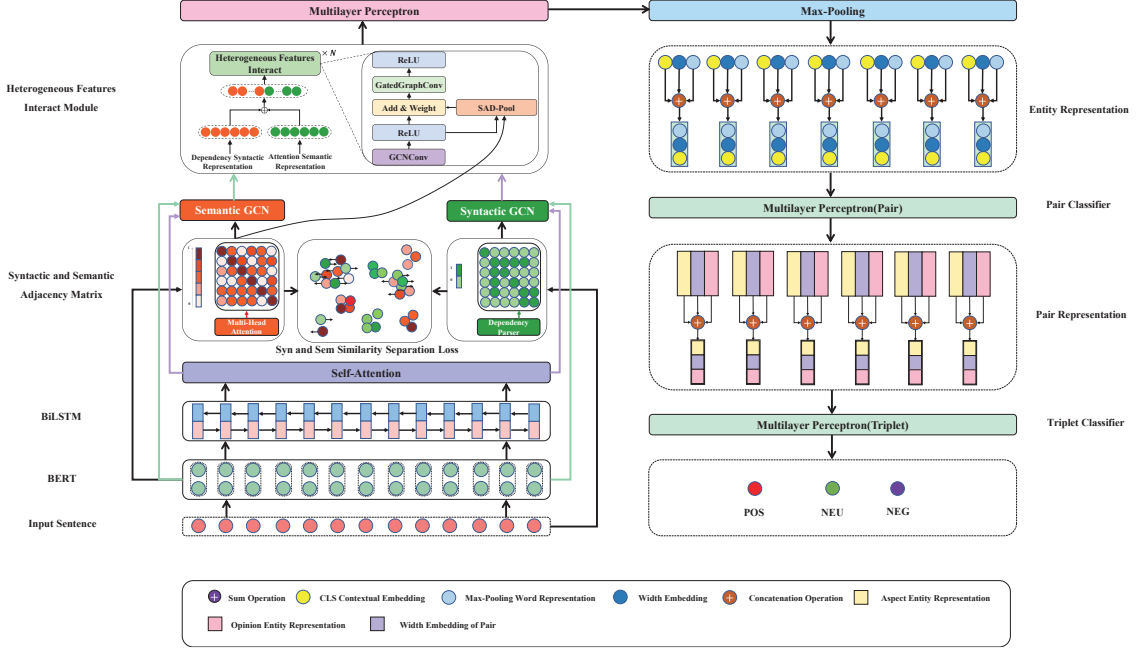 Multilayer Perceptron
Max-Pooling
Heterogeneous Features
Interact Module
Heterogeneous Features
Interact
× N
ReLU
GatedGraphConv
Add & Weight
SAD-Pool
ReLU
GCNConv
Dependency Syntactic
Representation
Attention Semantic
Representation
Entity Representation
Semantic GCN
Syntactic GCN
Multilayer Perceptron(Pair)
Pair Classifier
Syntactic and Semantic
Adjacency Matrix
Multi-Head
Attention
Dependency
Parser
Syn and Sem Similarity Separation Loss
Pair Representation
Self-Attention
BiLSTM
Multilayer Perceptron(Triplet)
Triplet Classifier
BERT
Input Sentence
POS
NEU
NEG
Sum Operation
CLS Contextual Embedding
Max-Pooling Word Representation
Width Embedding
Concatenation Operation
Aspect Entity Representation
Opinion Entity Representation
Width Embedding of Pair